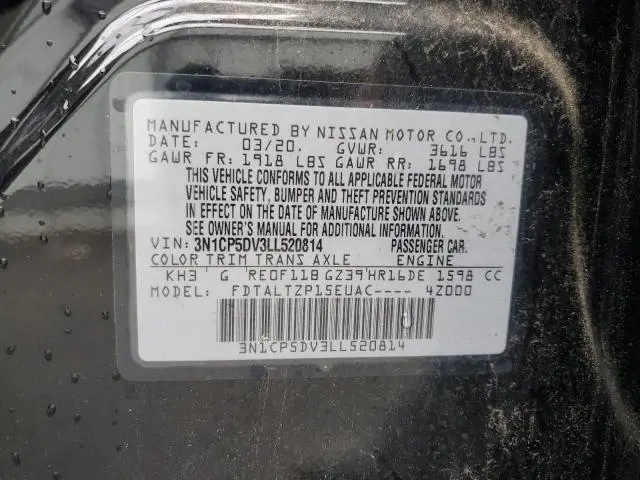 MANUFACTURED BY NISSAN MOTOR CO., LTD.
DATE: 03/20. GVWR: 3616 LBS
GAWR FR: 1918 LBS GAWR RR: 1698 LBS
THIS VEHICLE CONFORMS TO ALL APPLICABLE FEDERAL MOTOR
VEHICLE SAFETY, BUMPER AND THEFT PREVENTION STANDARDS
IN EFFECT ON THE DATE OF MANUFACTURE SHOWN ABOVE.
SEE OWNER'S MANUAL FOR ADDITIONAL INFORMATION.
VIN: 3N1CP5DV3LL520814 PASSENGER CAR.
COLOR TRIM TRANS AXLE ENGINE
KH3 G RE0F11B GZ39 HR16DE 1598 CC
MODEL: FDTALTZP15EUAC---- 4Z000
3N1CP5DV3LL520814